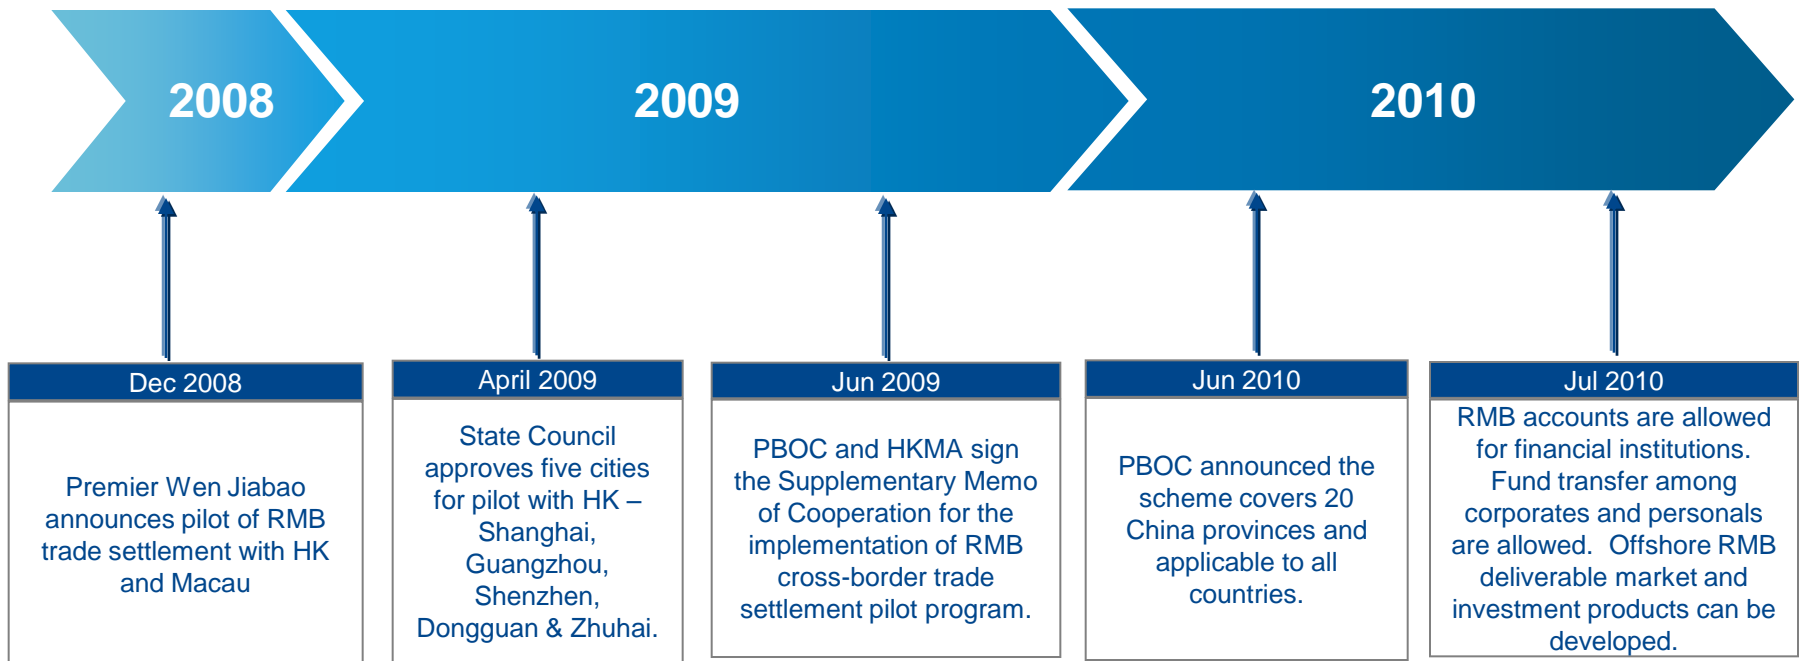 2008
2009
2010
Dec 2008
Premier Wen Jiabao
announces pilot of RMB
trade settlement with HK
and Macau
April 2009
State Council
approves five cities
for pilot with HK –
Shanghai,
Guangzhou,
Shenzhen,
Dongguan & Zhuhai.
Jun 2009
PBOC and HKMA sign
the Supplementary Memo
of Cooperation for the
implementation of RMB
cross-border trade
settlement pilot program.
Jun 2010
PBOC announced the
scheme covers 20
China provinces and
applicable to all
countries.
Jul 2010
RMB accounts are allowed
for financial institutions.
Fund transfer among
corporates and personals
are allowed.  Offshore RMB
deliverable market and
investment products can be
developed.